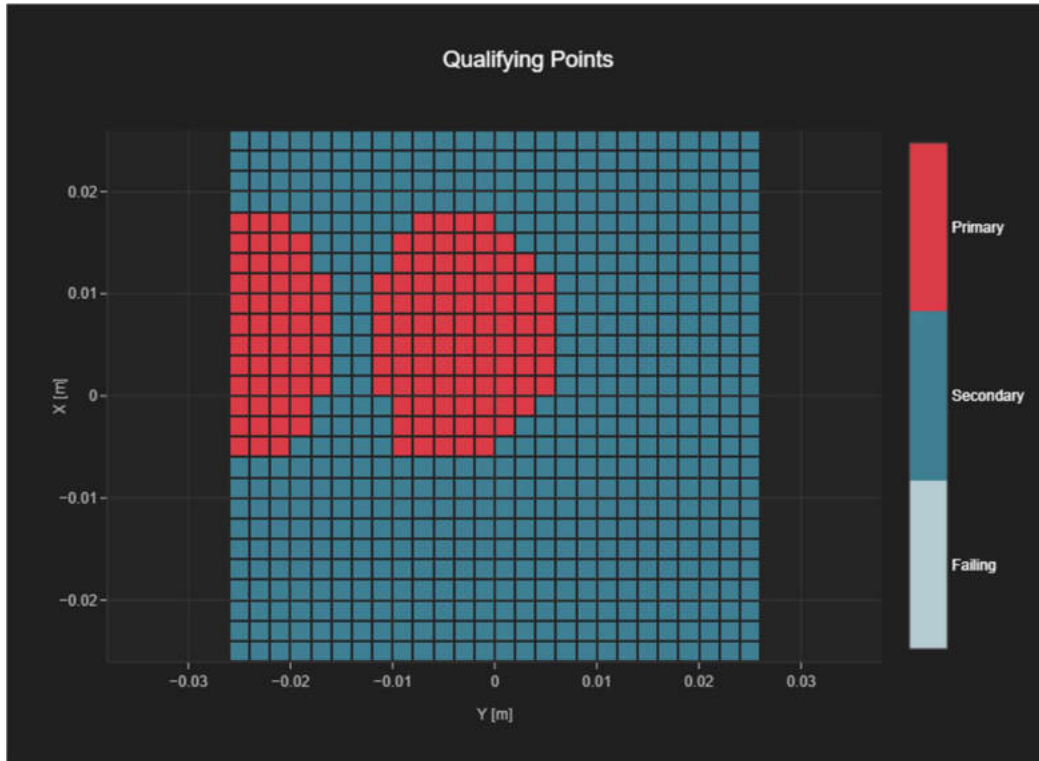 Qualifying Points
0.02
0.01
0
−0.01
−0.02
X [m]
−0.03
−0.02
−0.01
0
0.01
0.02
0.03
Y [m]
Primary
Secondary
Failing